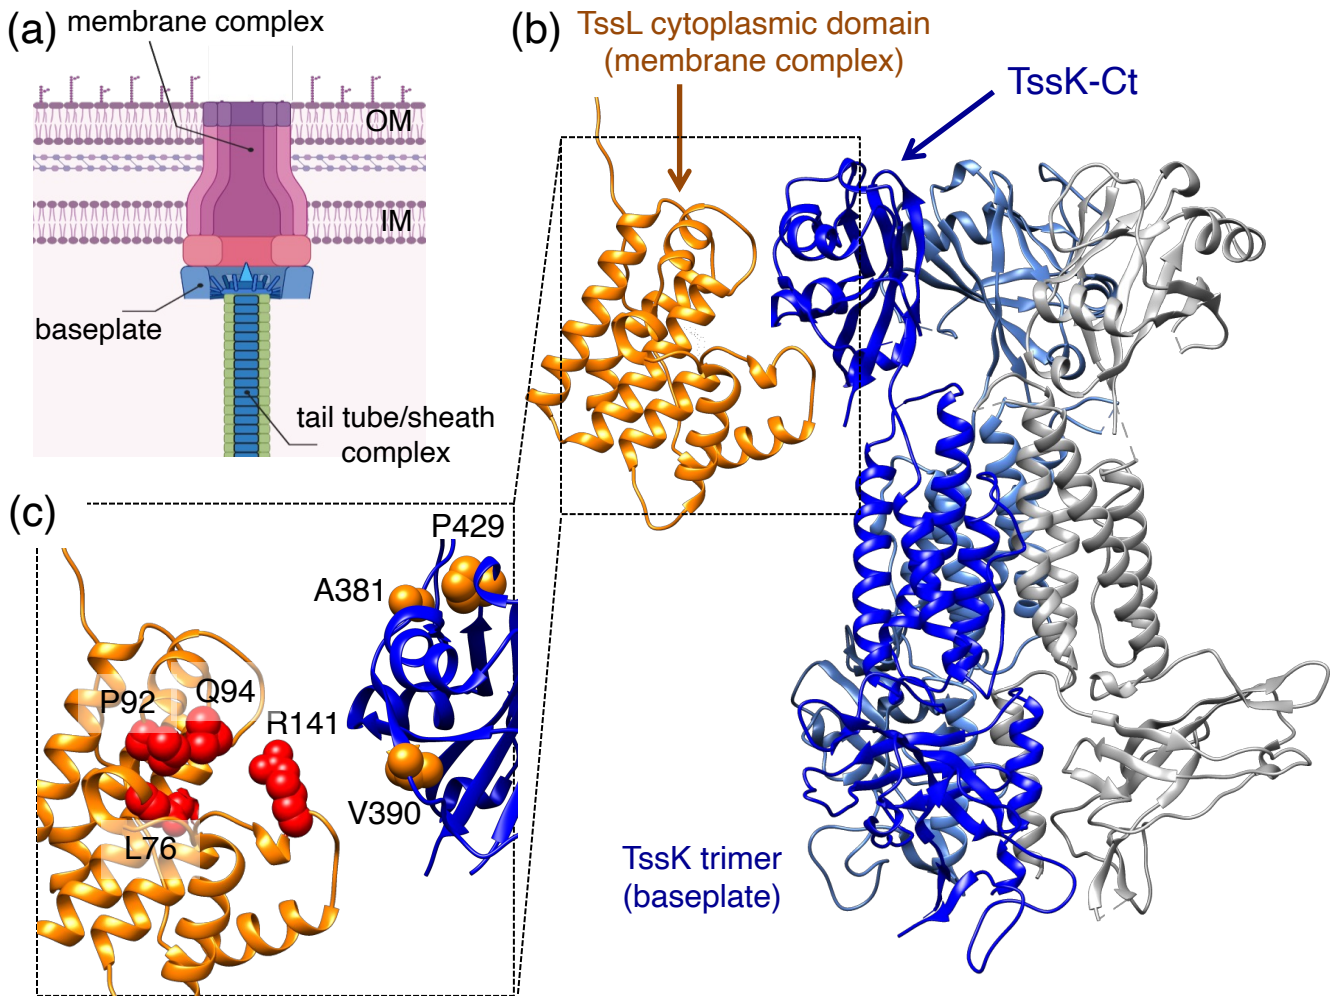 (a)
membrane complex
OM
IM
baseplate
tail tube/sheath
complex
(b)
TssL cytoplasmic domain
(membrane complex)
TssK-Ct
TssK trimer
(baseplate)
(c)
P429
A381
P92
Q94
R141
V390
L76